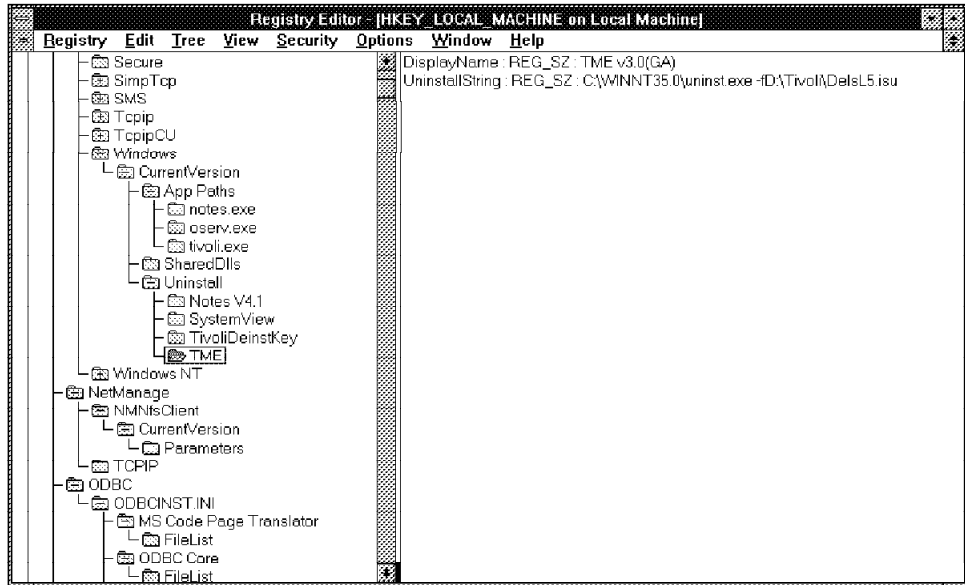 Registry Editor - [HKEY_LOCAL_MACHINE on Local Machine]
Registry Edit Tree View Security Options Window Help
Secure
SimpTcp
SMS
Tcpip
TcpipCU
Windows
CurrentVersion
App Paths
notes.exe
oserv.exe
tivoli.exe
SharedDlls
Uninstall
Notes V4.1
SystemView
TivoliDeinstKey
TME
Windows NT
NetManage
NMNfsClient
CurrentVersion
Parameters
TCPIP
ODBC
ODBCINST.INI
MS Code Page Translator
FileList
ODBC Core
FileList
DisplayName : REG_SZ : TME v3.0(GA)
UninstallString : REG_SZ : C:\WINNT35.0\uninst.exe -fD:\Tivoli\DelsL5.isu